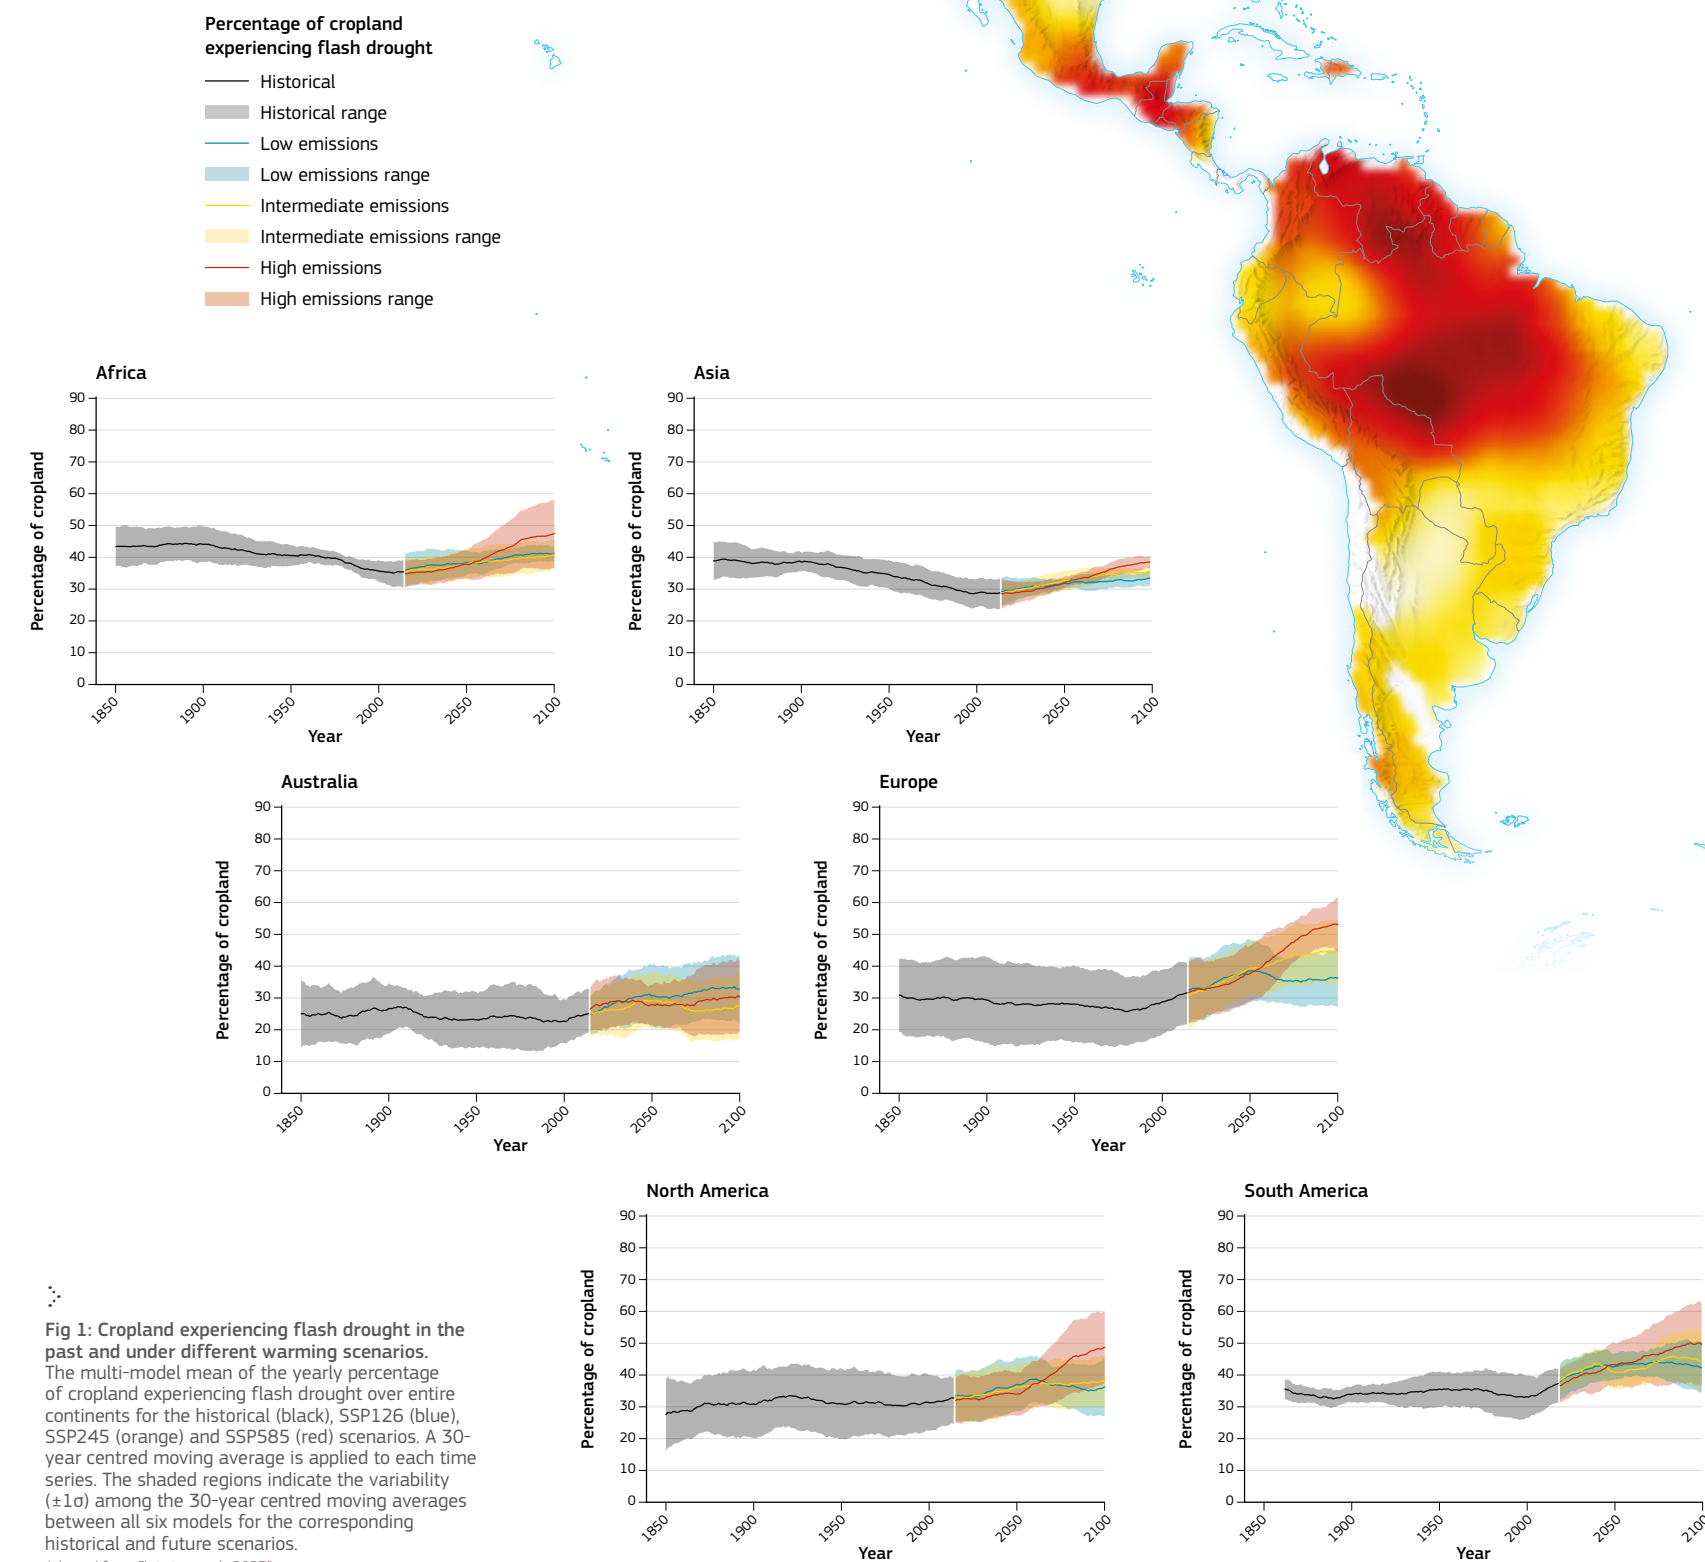 Percentage of cropland
experiencing flash drought
Historical
Historical range
Low emissions
Low emissions range
Intermediate emissions
Intermediate emissions range
High emissions
High emissions range
Africa
Percentage of cropland
90
80
70
60
50
40
30
20
10
0
1850
1900
1950
2000
2050
2100
Year
Asia
Percentage of cropland
90
80
70
60
50
40
30
20
10
0
1850
1900
1950
2000
2050
2100
Year
Australia
Percentage of cropland
90
80
70
60
50
40
30
20
10
0
1850
1900
1950
2000
2050
2100
Year
Europe
Percentage of cropland
90
80
70
60
50
40
30
20
10
0
1850
1900
1950
2000
2050
2100
Year
North America
Percentage of cropland
90
80
70
60
50
40
30
20
10
0
1850
1900
1950
2000
2050
2100
Year
South America
Percentage of cropland
90
80
70
60
50
40
30
20
10
0
1850
1900
1950
2000
2050
Year
Fig 1: Cropland experiencing flash drought in the
past and under different warming scenarios.
The multi-model mean of the yearly percentage
of cropland experiencing flash drought over entire
continents for the historical (black), SSP126 (blue),
SSP245 (orange) and SSP585 (red) scenarios. A 30-
year centred moving average is applied to each time
series. The shaded regions indicate the variability
(±1σ) among the 30-year centred moving averages
between all six models for the corresponding
historical and future scenarios.